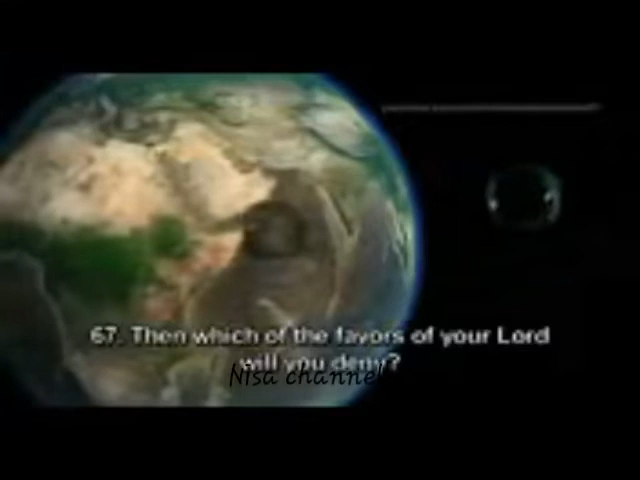 67. Then which of the favors of your Lord
will you deny?
Nisa channel